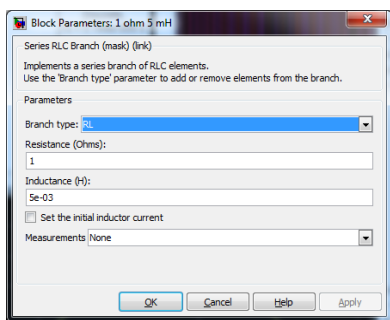 Block Parameters: 1 ohm 5 mH
Series RLC Branch (mask) (link)
Implements a series branch of RLC elements.
Use the 'Branch type' parameter to add or remove elements from the branch.
Parameters
Branch type: RL
Resistance (Ohms):
1
Inductance (H):
5e-03
Set the initial inductor current
Measurements None
OK Cancel Help Apply